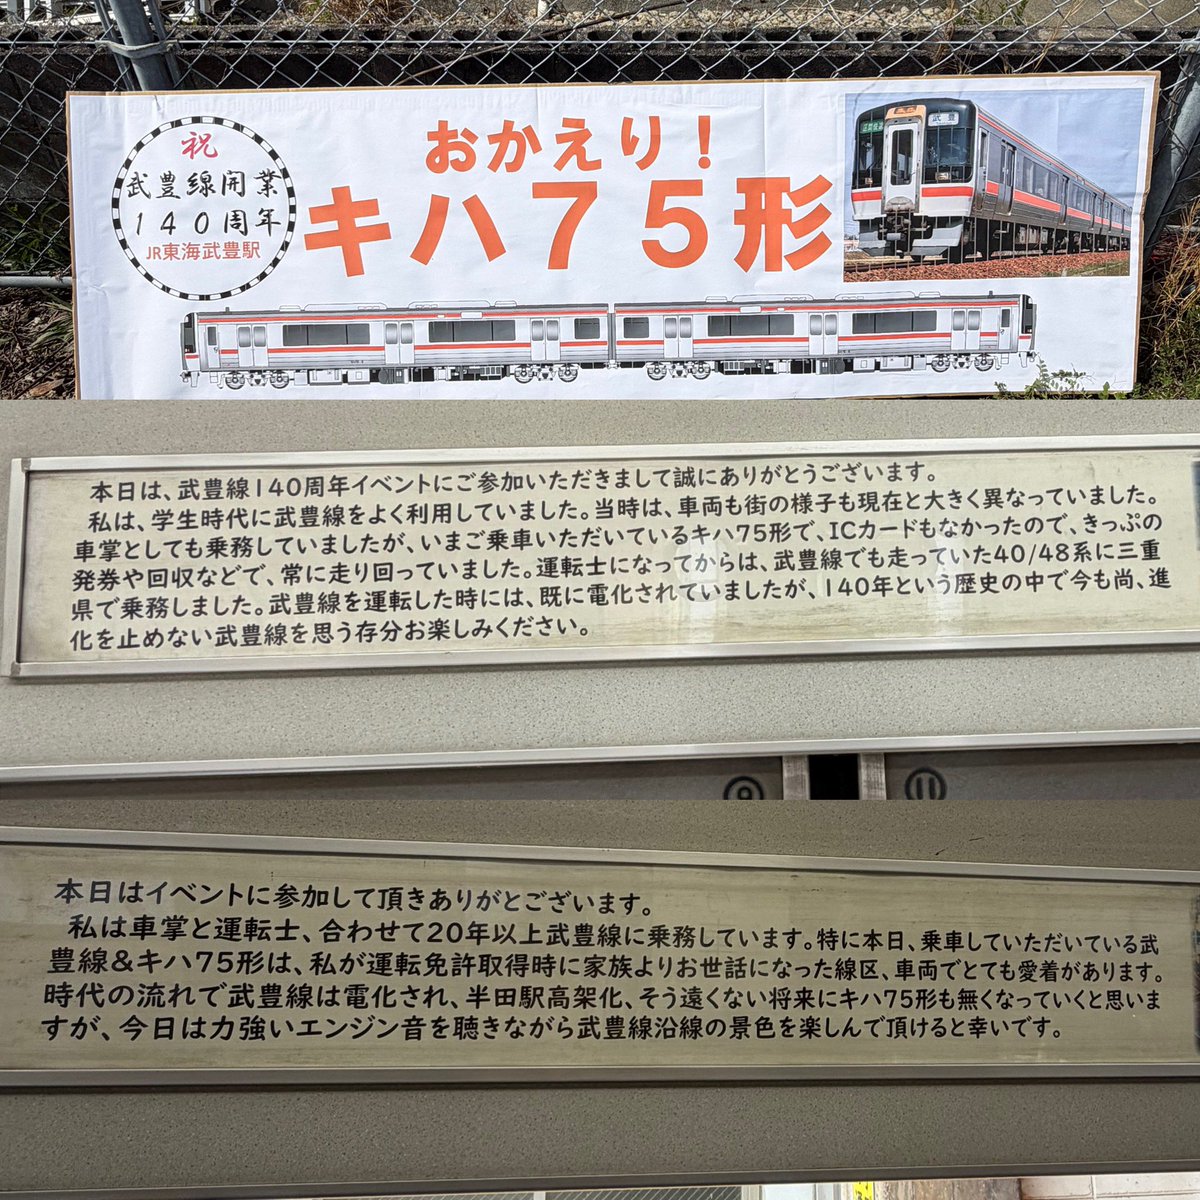 祝
武豊線開業
140周年
JR東海武豊駅
おかえり!
キハ75形
武豊
本日は、武豊線140周年イベントにご参加いただきまして誠にありがとうございます。
私は、学生時代に武豊線をよく利用していました。当時は、車両も街の様子も現在と大きく異なっていました。
車掌としても乗務していましたが、いまご乗車いただいているキハ75形で、ICカードもなかったので、きっぷの
発券や回収などで、常に走り回っていました。運転士になってからは、武豊線でも走っていた40/48系に三重
県で乗務しました。武豊線を運転した時には、既に電化されていましたが、140年という歴史の中で今も尚、進
化を止めない武豊線を思う存分お楽しみください。
⑨
⑪
本日はイベントに参加して頂きありがとございます。
私は車掌と運転士、合わせて20年以上武豊線に乗務しています。特に本日、乗車していただいている武
豊線&キハ75形は、私が運転免許取得時に家族よりお世話になった線区、車両でとても愛着があります。
時代の流れで武豊線は電化され、半田駅高架化、そう遠くない将来にキハ75形も無くなっていくと思いま
すが、今日は力強いエンジン音を聴きながら武豊線沿線の景色を楽しんで頂けると幸いです。